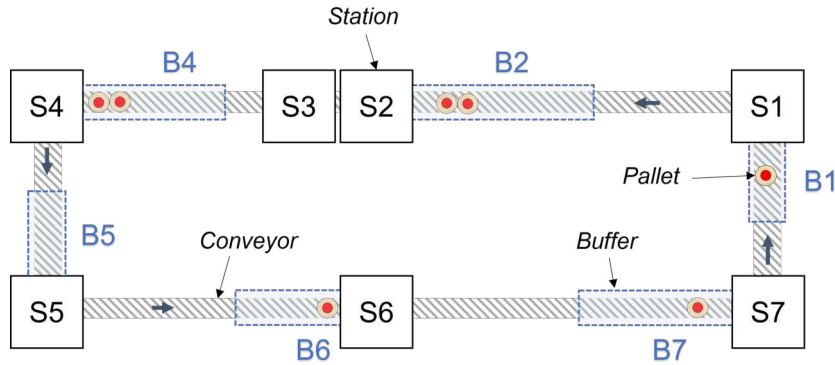 Station
B4
B2
S4
S3
S2
S1
Pallet
B1
B5
Conveyor
Buffer
S5
S6
S7
B6
B7